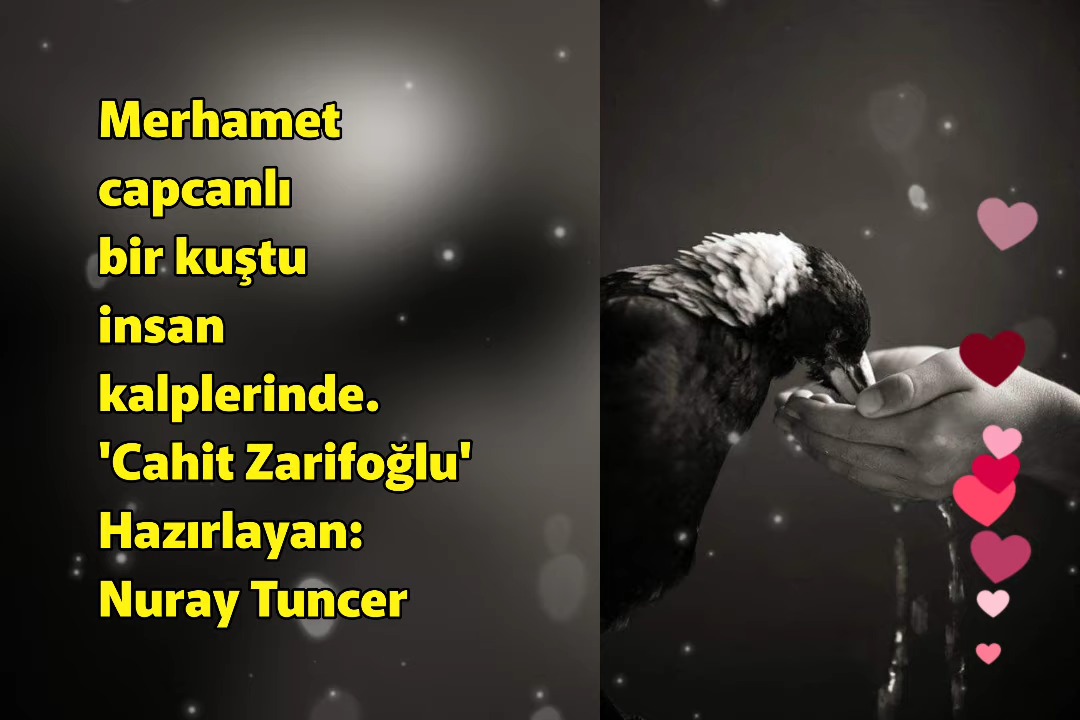 Merhamet
capcanlı
bir kuştu
insan
kalplerinde.
'Cahit Zarifoğlu'
Hazırlayan:
Nuray Tuncer